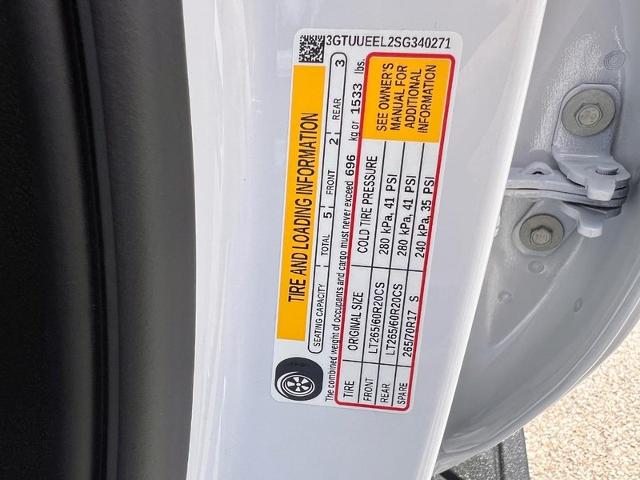 3GTUUEEL2SG340271
TIRE AND LOADING INFORMATION
SEATING CAPACITY TOTAL 5 FRONT 2 REAR 3
The combined weight of occupants and cargo must never exceed 696 kg or 1533 lbs.
TIRE ORIGINAL SIZE COLD TIRE PRESSURE
FRONT LT265/60R20CS 280 kPa, 41 PSI
REAR LT265/60R20CS 280 kPa, 41 PSI
SPARE 265/70R17 S 240 kPa, 35 PSI
SEE OWNER'S
MANUAL FOR
ADDITIONAL
INFORMATION